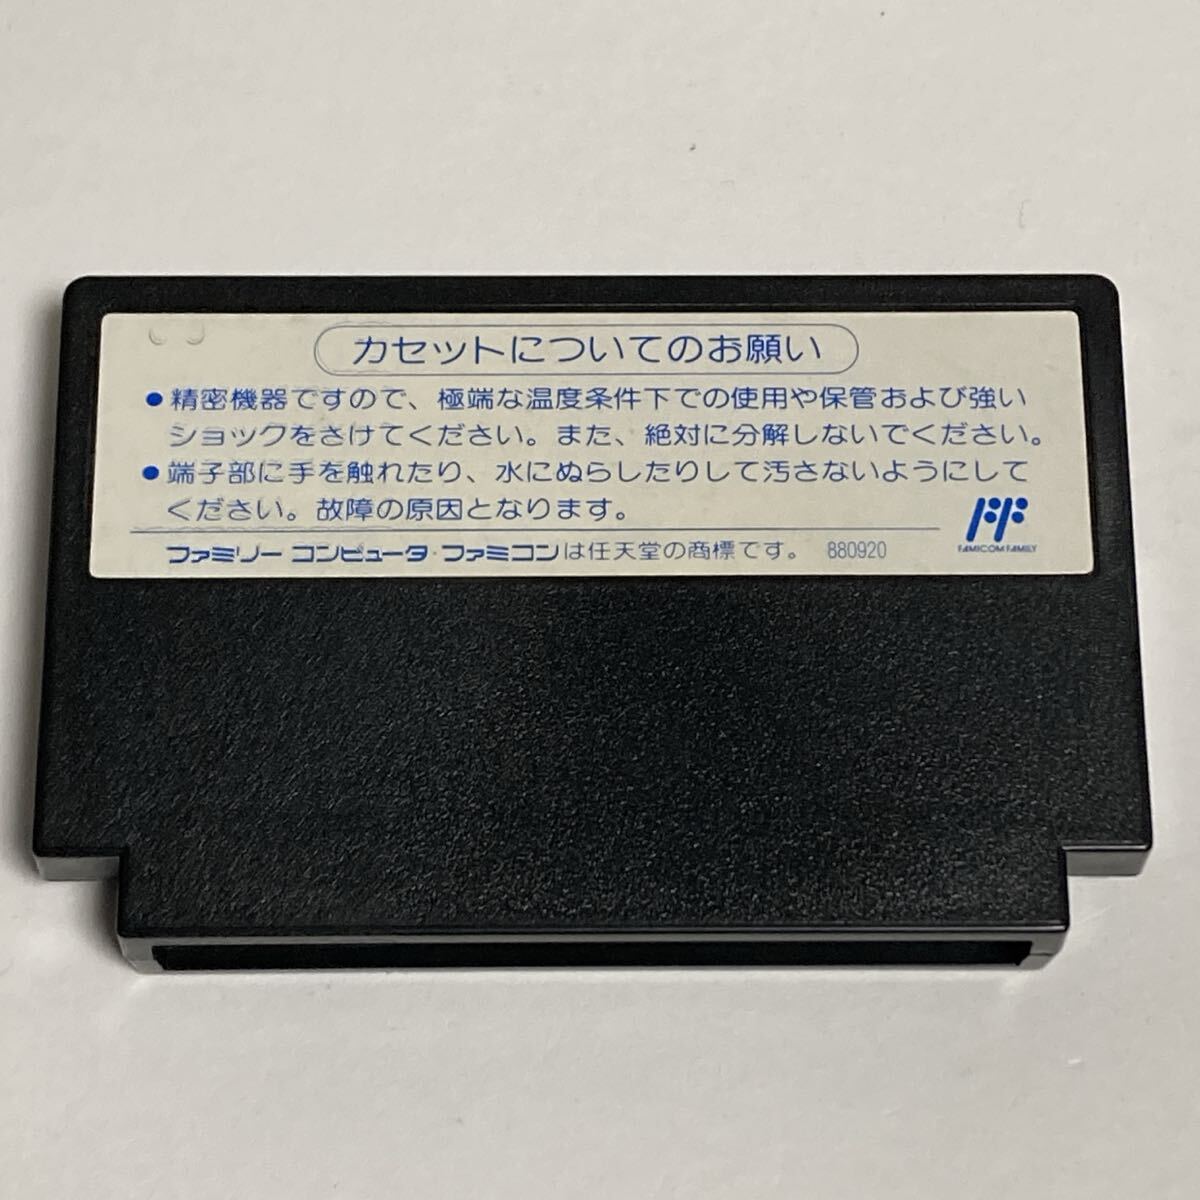 カセットについてのお願い
●精密機器ですので、極端な温度条件下での使用や保管および強い
ショックをさけてください。また、絶対に分解しないでください。
●端子部に手を触れたり、水にぬらしたりして汚さないようにして
ください。故障の原因となります。
FF
FAMICOM FAMILY
ファミリー コンピュータ・ファミコンは任天堂の商標です。 880920